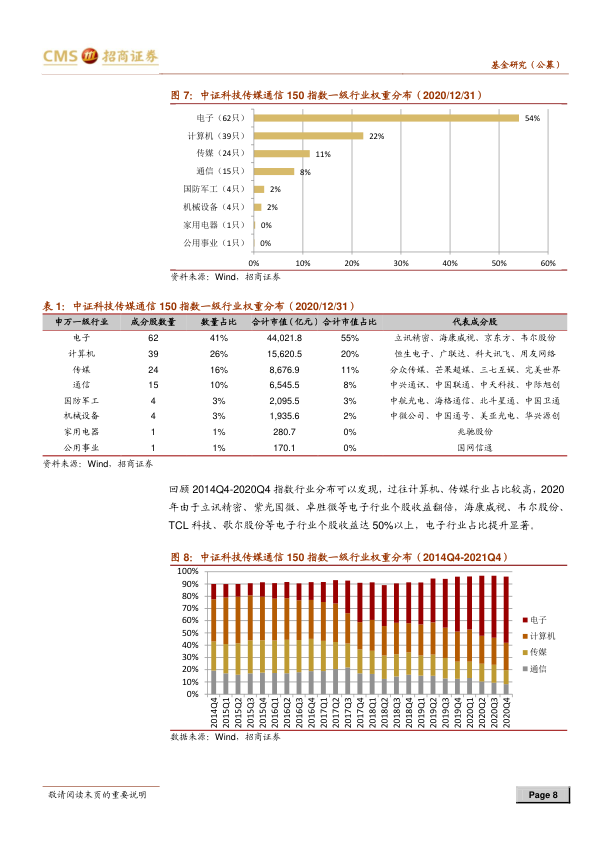 CMS 招商证券
基金研究(公募)
图 7：中证科技传媒通信 150 指数一级行业权重分布（2020/12/31）
电子（62只） 54%
计算机（39只） 22%
传媒（24只） 11%
通信（15只） 8%
国防军工（4只） 2%
机械设备（4只） 2%
家用电器（1只） 0%
公用事业（1只） 0%
0% 10% 20% 30% 40% 50% 60%
资料来源：Wind，招商证券
表 1：中证科技传媒通信 150 指数一级行业权重分布（2020/12/31）
申万一级行业 成分股数量 数量占比 合计市值（亿元） 合计市值占比 代表成分股
电子 62 41% 44,021.8 55% 立讯精密、海康威视、京东方、韦尔股份
计算机 39 26% 15,620.5 20% 恒生电子、广联达、科大讯飞、用友网络
传媒 24 16% 8,676.9 11% 分众传媒、芒果超媒、三七互娱、完美世界
通信 15 10% 6,545.5 8% 中兴通讯、中国联通、中天科技、中际旭创
国防军工 4 3% 2,095.5 3% 中航光电、海格通信、北斗星通、中国卫通
机械设备 4 3% 1,935.6 2% 中微公司、中国通号、美亚光电、华兴源创
家用电器 1 1% 280.7 0% 兆驰股份
公用事业 1 1% 170.1 0% 国网信通
资料来源：Wind，招商证券
回顾 2014Q4-2020Q4 指数行业分布可以发现，过往计算机、传媒行业占比较高，2020
年由于立讯精密、紫光国微、卓胜微等电子行业个股收益翻倍，海康威视、韦尔股份、
TCL 科技、歌尔股份等电子行业个股收益达 50%以上，电子行业占比提升显著。
图 8：中证科技传媒通信 150 指数一级行业权重分布（2014Q4-2021Q4）
100%
90%
80%
70%
60%
50%
40%
30%
20%
10%
0%
电子
计算机
传媒
通信
2014Q4 2015Q1 2015Q2 2015Q3 2015Q4 2016Q1 2016Q2 2016Q3 2016Q4 2017Q1 2017Q2 2017Q3 2017Q4 2018Q1 2018Q2 2018Q3 2018Q4 2019Q1 2019Q2 2019Q3 2019Q4 2020Q1 2020Q2 2020Q3 2020Q4
数据来源：Wind，招商证券
敬请阅读末页的重要说明
Page 8